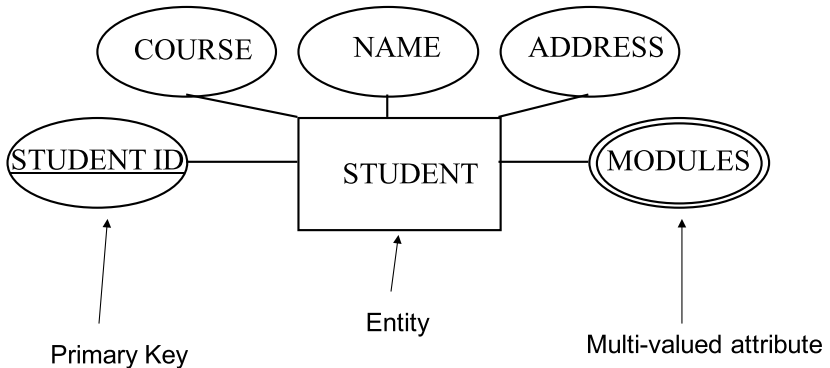 COURSE
NAME
ADDRESS
STUDENT ID
STUDENT
MODULES
Entity
Primary Key
Multi-valued attribute